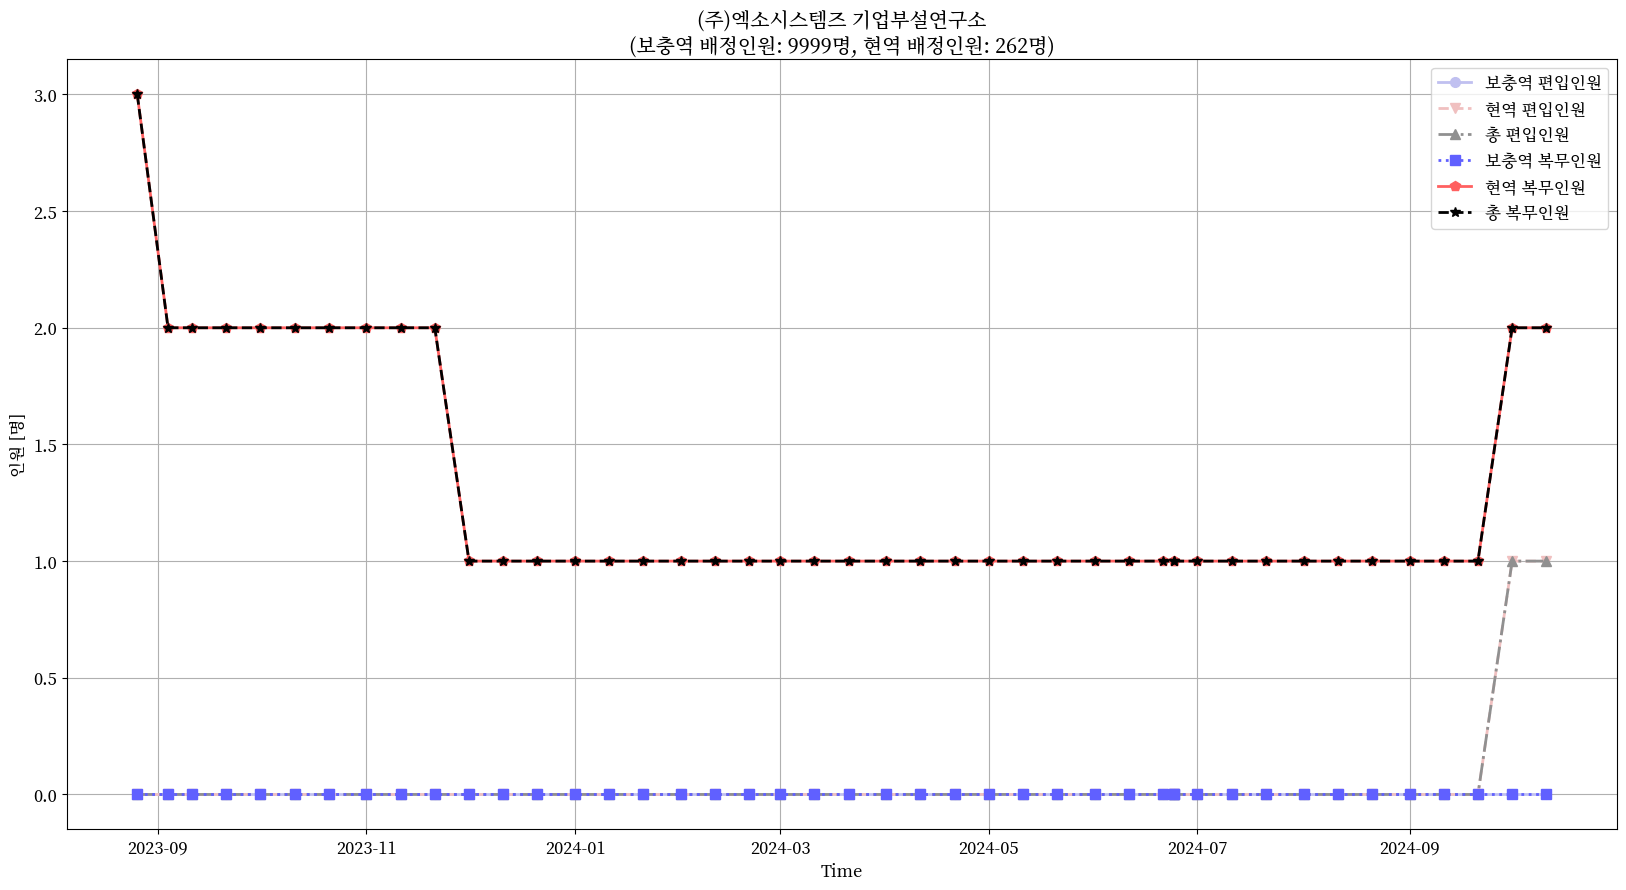 (주)엑소시스템즈 기업부설연구소
(보충역 배정인원: 9999명, 현역 배정인원: 262명)
보충역 편입인원
현역 편입인원
총 편입인원
보충역 복무인원
현역 복무인원
총 복무인원
인원 [명]
3.0
2.5
2.0
1.5
1.0
0.5
0.0
2023-09 2023-11 2024-01 2024-03 2024-05 2024-07 2024-09
Time